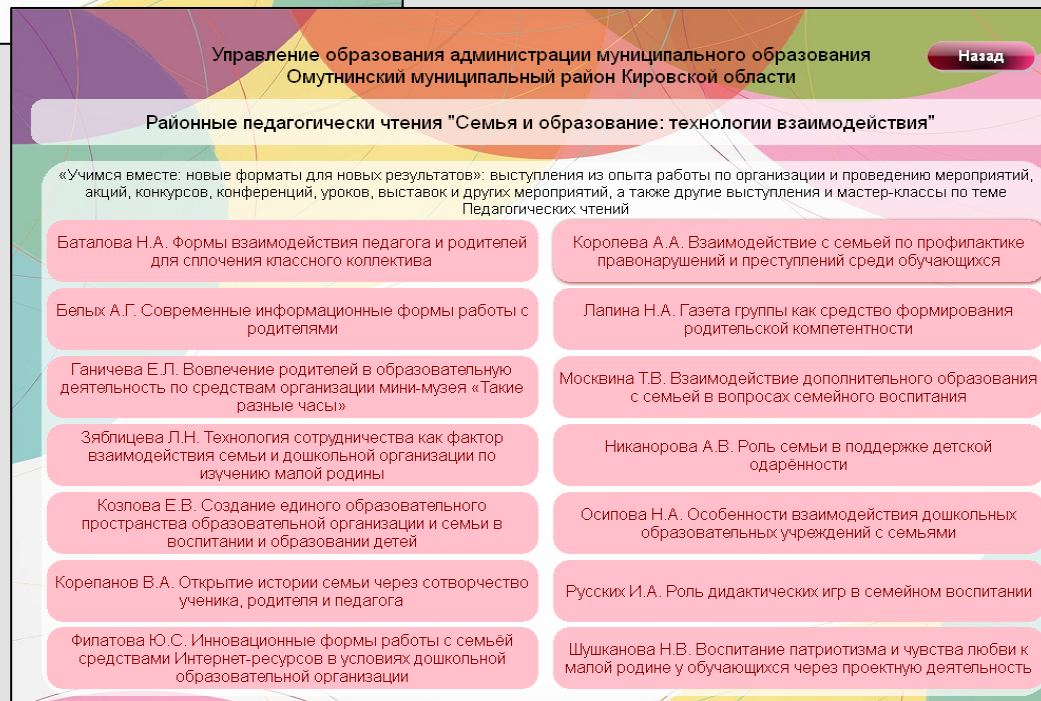 Управление образования администрации муниципального образования
Омутнинский муниципальный район Кировской области
Назад
Районные педагогически чтения "Семья и образование: технологии взаимодействия"
«Учимся вместе: новые форматы для новых результатов»: выступления из опыта работы по организации и проведению мероприятий,
акций, конкурсов, конференций, уроков, выставок и других мероприятий, а также другие выступления и мастер-классы по теме
Педагогических чтений
Баталова Н.А. Формы взаимодействия педагога и родителей
для сплочения классного коллектива
Белых А.Г. Современные информационные формы работы с
родителями
Ганичева Е.Л. Вовлечение родителей в образовательную
деятельность по средствам организации мини-музея «Такие
разные часы»
Зяблицева Л.Н. Технология сотрудничества как фактор
взаимодействия семьи и дошкольной организации по
изучению малой родины
Козлова Е.В. Создание единого образовательного
пространства образовательной организации и семьи в
воспитании и образовании детей
Корепанов В.А. Открытие истории семьи через сотворчество
ученика, родителя и педагога
Филатова Ю.С. Инновационные формы работы с семьёй
средствами Интернет-ресурсов в условиях дошкольной
образовательной организации
Королева А.А. Взаимодействие с семьей по профилактике
правонарушений и преступлений среди обучающихся
Лапина Н.А. Газета группы как средство формирования
родительской компетентности
Москвина Т.В. Взаимодействие дополнительного образования
с семьей в вопросах семейного воспитания
Никанорова А.В. Роль семьи в поддержке детской
одарённости
Осипова Н.А. Особенности взаимодействия дошкольных
образовательных учреждений с семьями
Русских И.А. Роль дидактических игр в семейном воспитании
Шушканова Н.В. Воспитание патриотизма и чувства любви к
малой родине у обучающихся через проектную деятельность